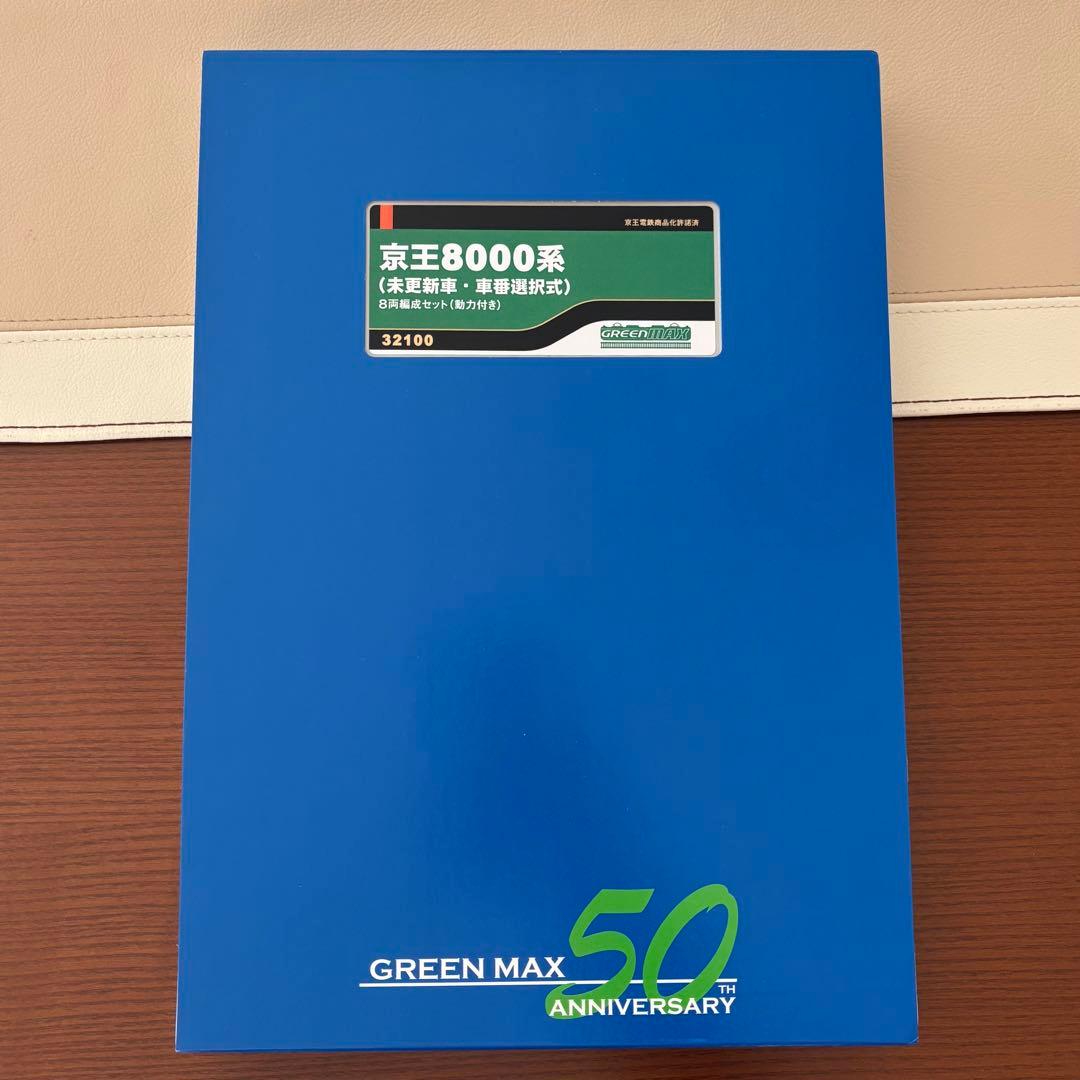 京王電鉄商品化許諾済
京王8000系
(未更新車・車番選択式)
8両編成セット(動力付き)
32100
GREENMAX
GREEN MAX 50TH
ANNIVERSARY